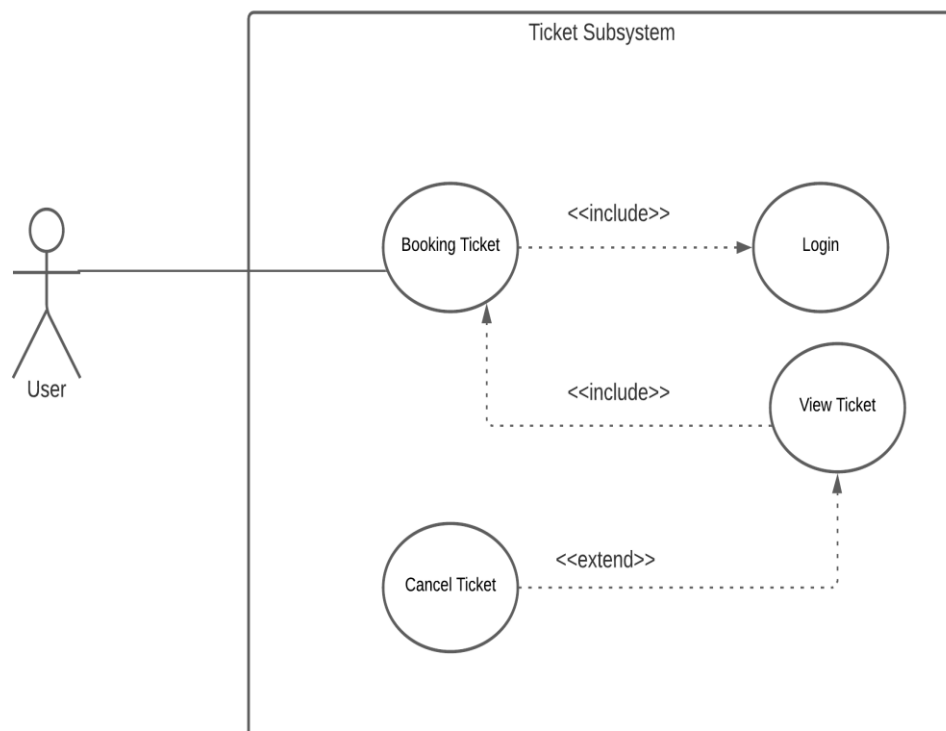 Ticket Subsystem
<<include>>
Booking Ticket
Login
User
<<include>>
View Ticket
<<extend>>
Cancel Ticket